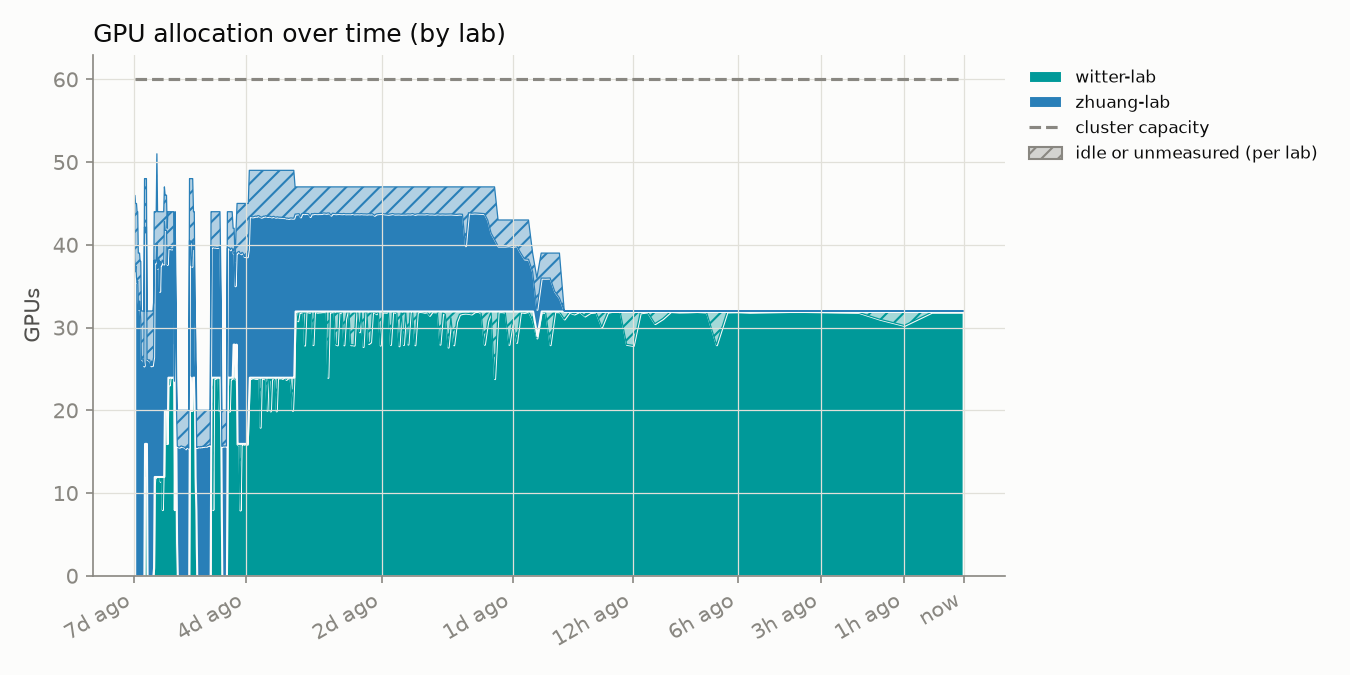 GPU allocation over time (by lab)
60
50
40
30
20
10
0
GPUs
7d ago
4d ago
2d ago
1d ago
12h ago
6h ago
3h ago
1h ago
now
witter-lab
zhuang-lab
cluster capacity
idle or unmeasured (per lab)